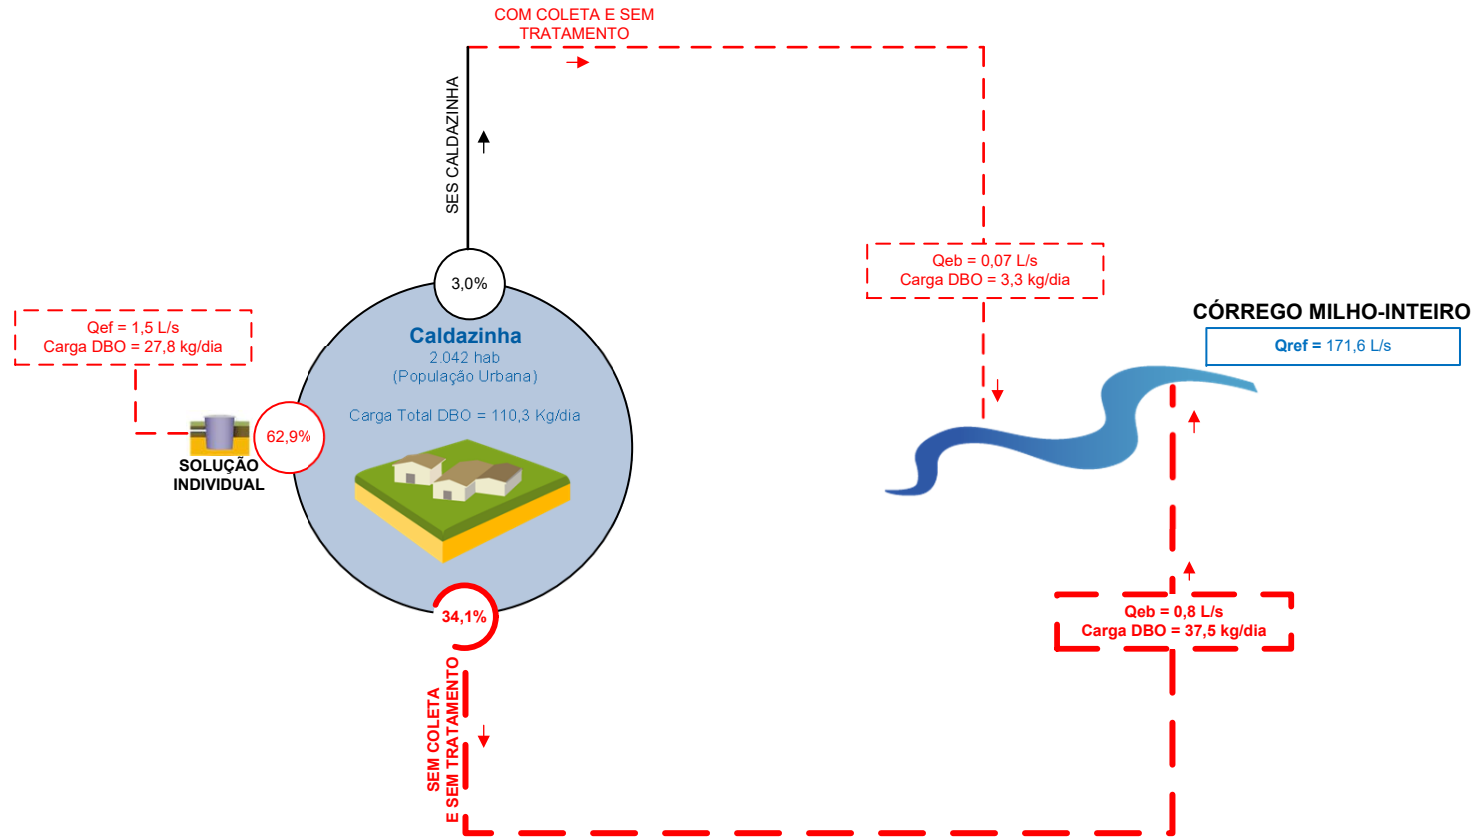 COM COLETA E SEM
TRATAMENTO
SES CALDAZINHA
Qeb = 0,07 L/s
Carga DBO = 3,3 kg/dia
3,0%
CÓRREGO MILHO-INTEIRO
Qref = 171,6 L/s
Qef = 1,5 L/s
Carga DBO = 27,8 kg/dia
Caldazinha
2.042 hab
(População Urbana)
Carga Total DBO = 110,3 Kg/dia
62,9%
SOLUÇÃO
INDIVIDUAL
34,1%
Qeb = 0,8 L/s
Carga DBO = 37,5 kg/dia
SEM COLETA
E SEM TRATAMENTO